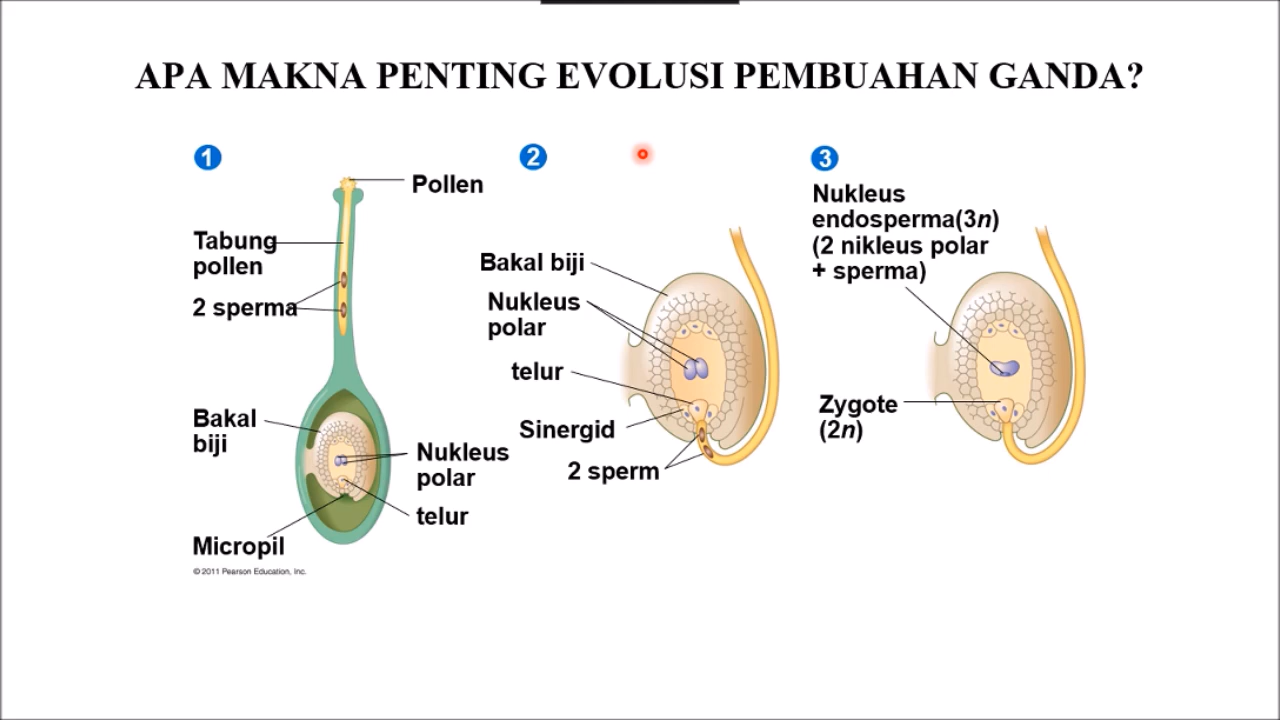 APA MAKNA PENTING EVOLUSI PEMBUAHAN GANDA?
1
Pollen
Tabung
pollen
2 sperma
Bakal
biji
Nukleus
polar
telur
Micropil
© 2011 Pearson Education, Inc.
2
Bakal biji
Nukleus
polar
telur
Sinergid
2 sperm
3
Nukleus
endosperma(3n)
(2 nikleus polar
+ sperma)
Zygote
(2n)